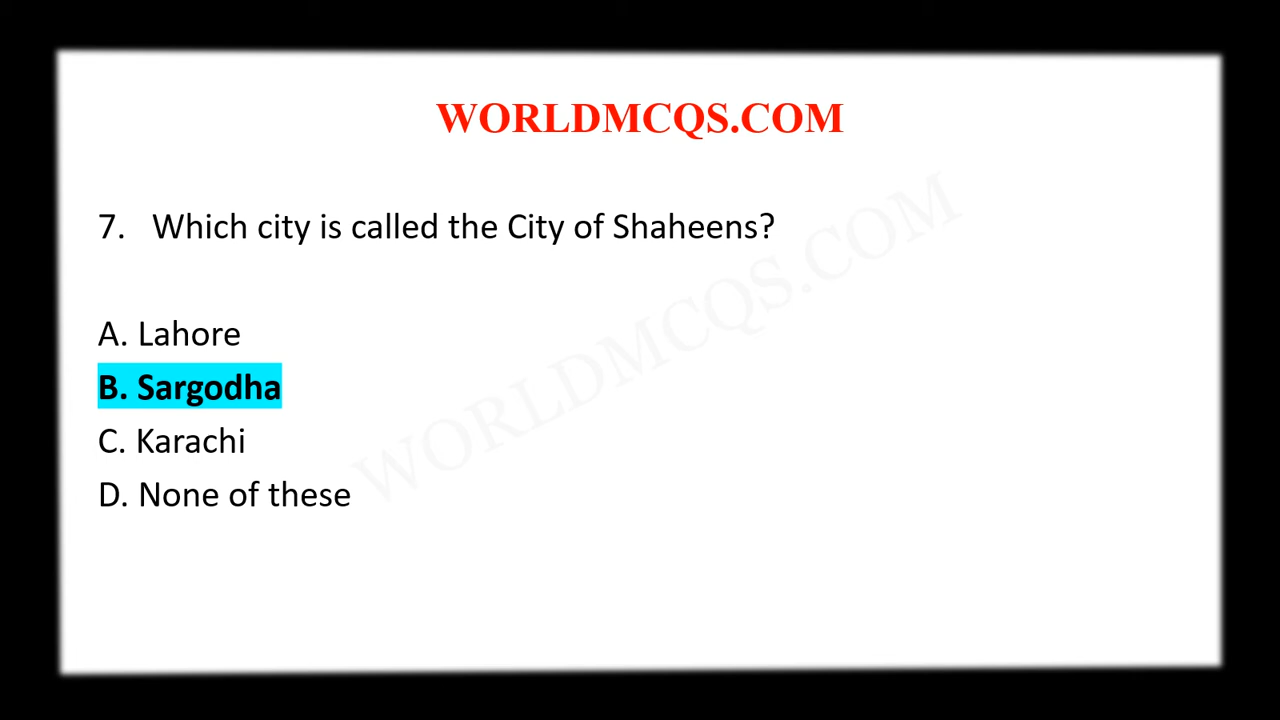 WORLDMCQS.COM
7. Which city is called the City of Shaheens?
A. Lahore
B. Sargodha
C. Karachi
D. None of these
WORLDMCQS.COM